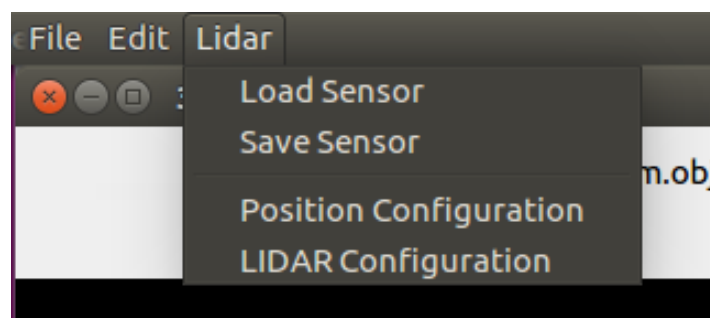 File Edit Lidar
Load Sensor
Save Sensor
m.obj
Position Configuration
LIDAR Configuration